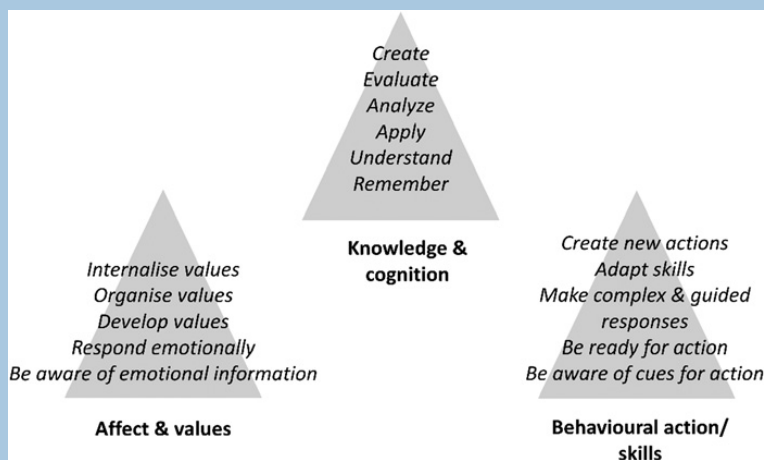 Create
Evaluate
Analyze
Apply
Understand
Remember
Knowledge &
cognition
Internalise values
Organise values
Develop values
Respond emotionally
Be aware of emotional information
Affect & values
Create new actions
Adapt skills
Make complex & guided
responses
Be ready for action
Be aware of cues for action
Behavioural action/
skills